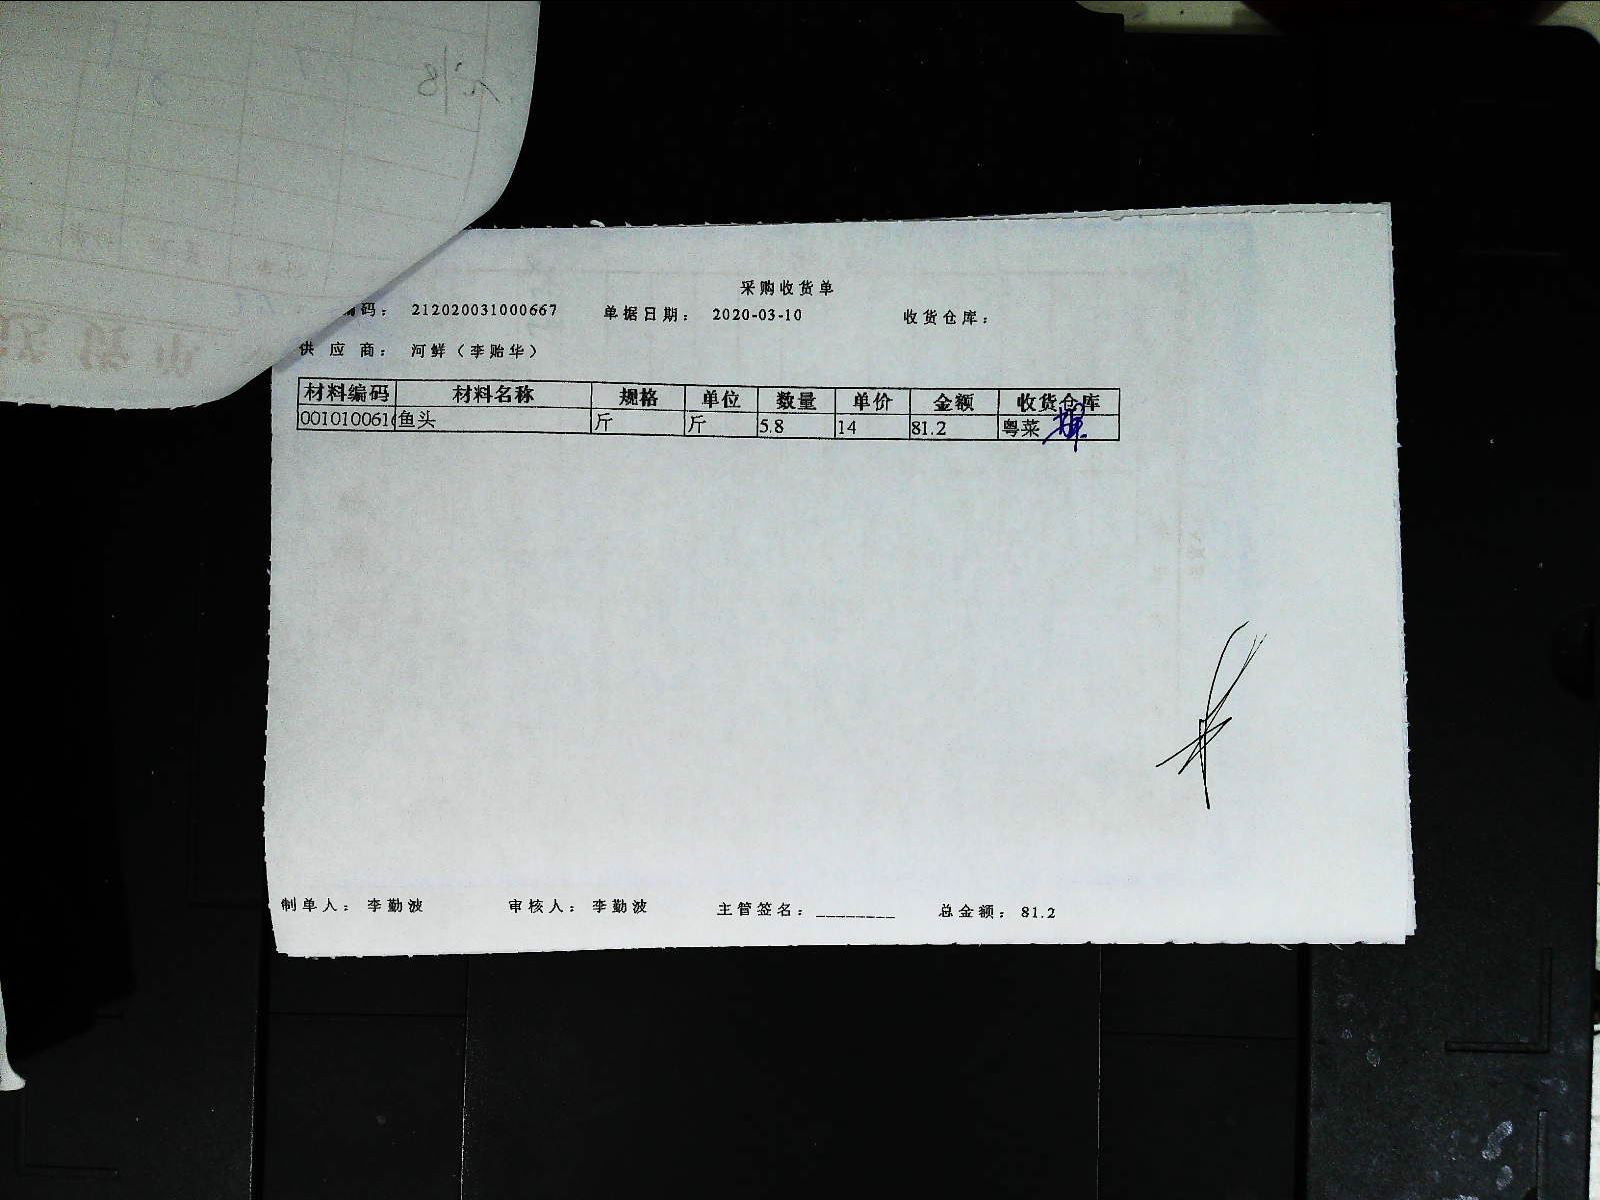 采购收货单
编码： 212020031000667 单据日期： 2020-03-10 收货仓库：
供应商： 河鲜（李贻华）
材料编码 材料名称 规格 单位 数量 单价 金额 收货仓库
001010061 鱼头 斤 斤 5.8 14 81.2 粤菜
制单人： 李勤波 审核人： 李勤波 主管签名：________ 总金额： 81.2